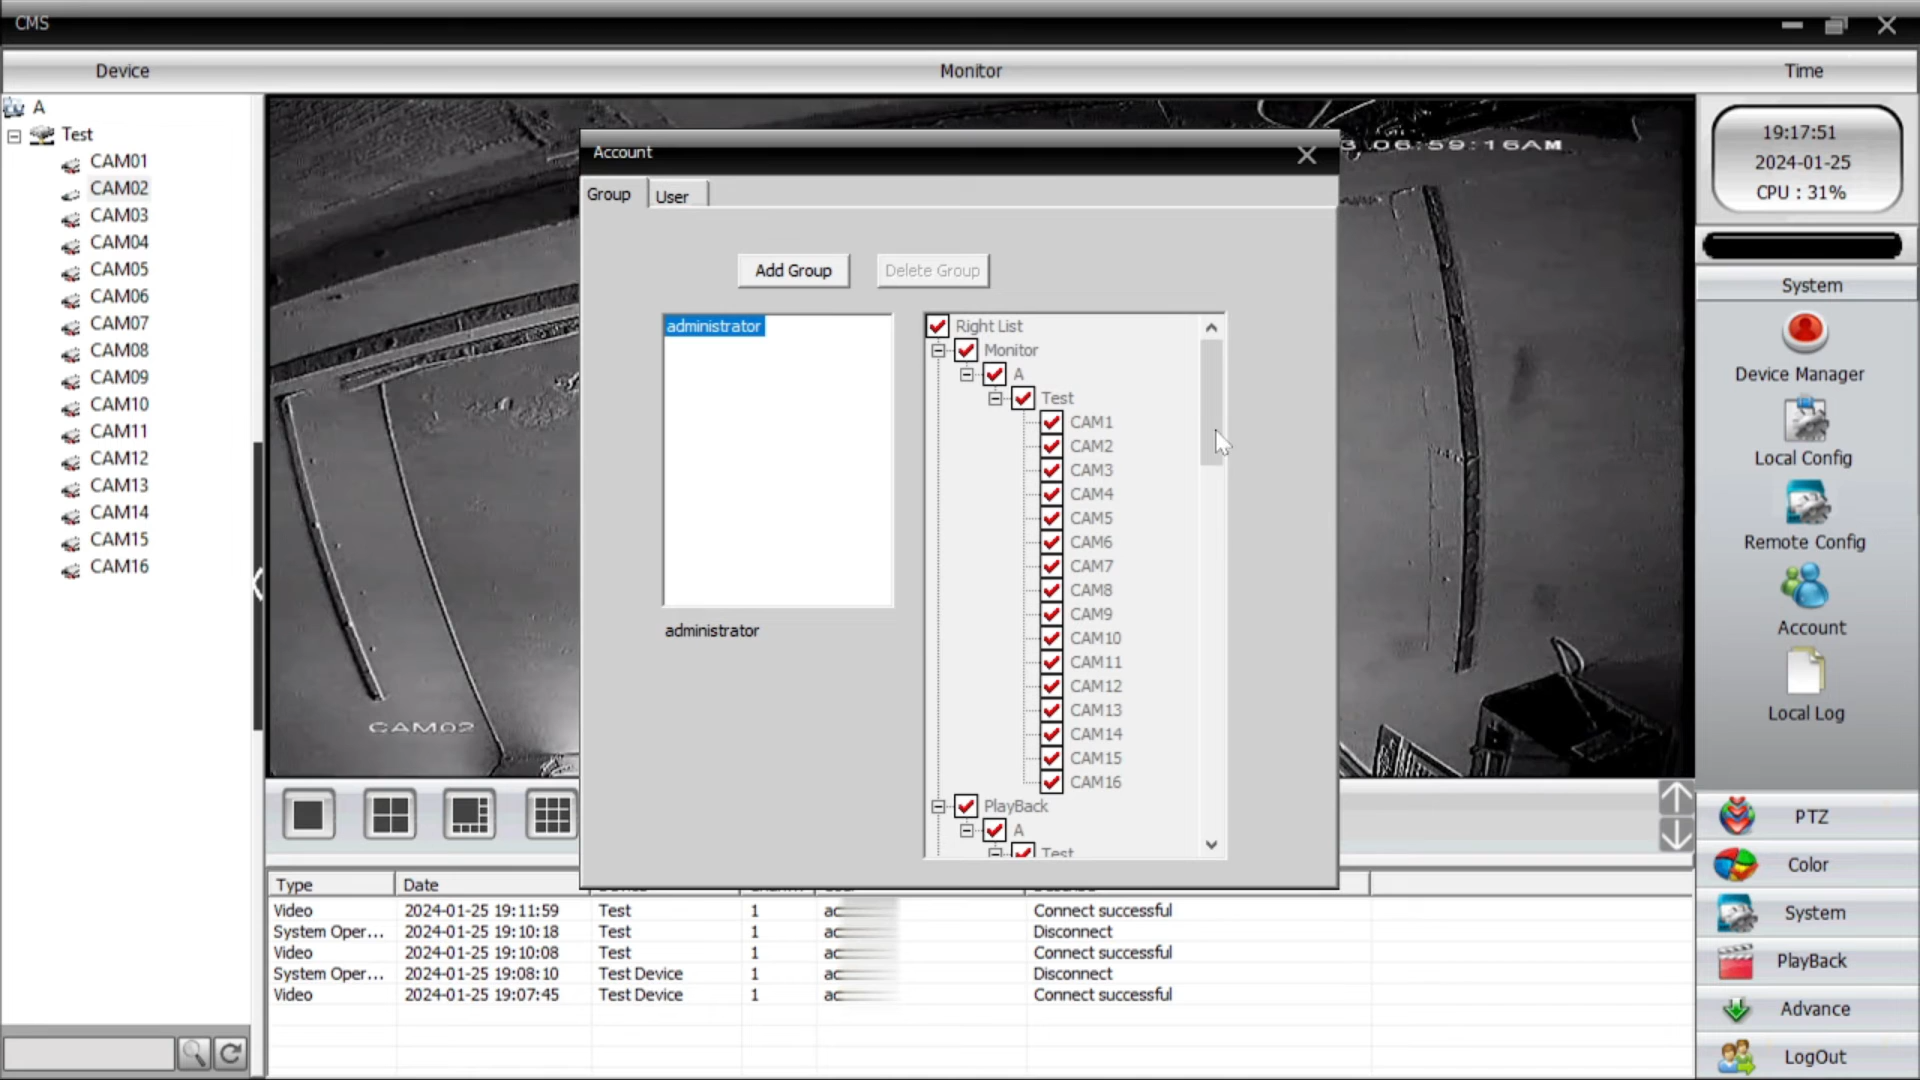 CMS
Device
Monitor
Time
A
Test
CAM01
CAM02
CAM03
CAM04
CAM05
CAM06
CAM07
CAM08
CAM09
CAM10
CAM11
CAM12
CAM13
CAM14
CAM15
CAM16
06:59:16AM
CAM02
Account
Group
User
Add Group
Delete Group
administrator
administrator
Right List
Monitor
A
Test
CAM1
CAM2
CAM3
CAM4
CAM5
CAM6
CAM7
CAM8
CAM9
CAM10
CAM11
CAM12
CAM13
CAM14
CAM15
CAM16
PlayBack
A
Test
19:17:51
2024-01-25
CPU : 31%
System
Device Manager
Local Config
Remote Config
Account
Local Log
PTZ
Color
System
PlayBack
Advance
LogOut
Type Date
Video 2024-01-25 19:11:59 Test 1 Connect successful
System Oper... 2024-01-25 19:10:18 Test 1 Disconnect
Video 2024-01-25 19:10:08 Test 1 Connect successful
System Oper... 2024-01-25 19:08:10 Test Device 1 Disconnect
Video 2024-01-25 19:07:45 Test Device 1 Connect successful